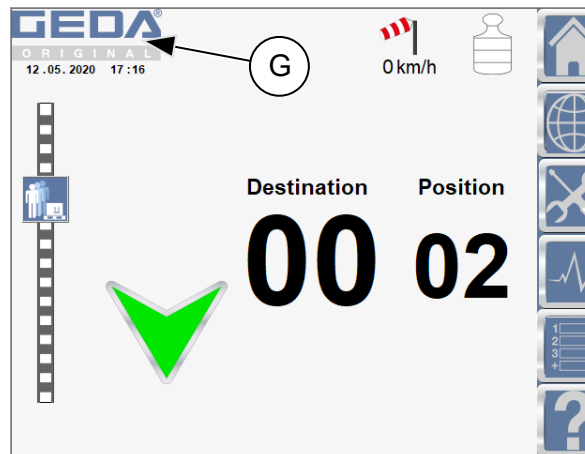 GEDA®
ORIGINAL
12.05.2020 17:16
G
0 km/h
Destination
Position
00
02
1
2
3
+
?